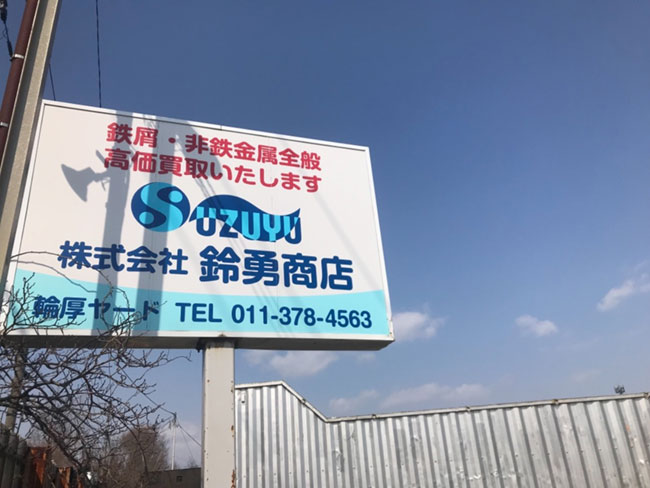 鉄屑・非鉄金属全般
高価買取いたします
SUZUYU
株式会社 鈴勇商店
輪厚ヤード TEL 011-378-4563